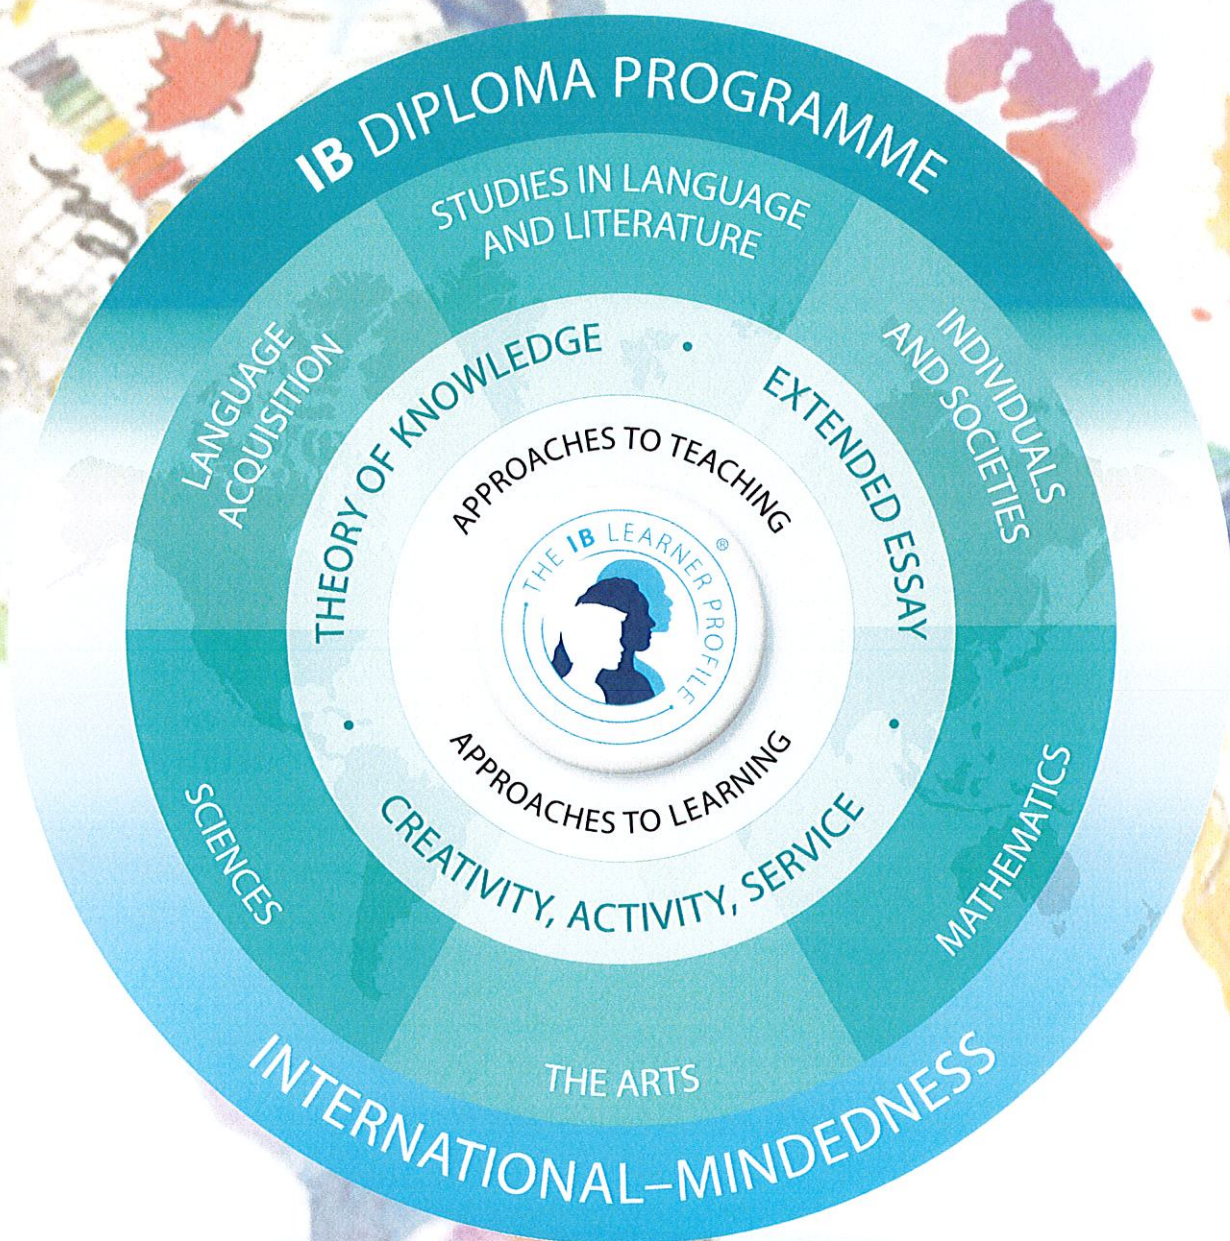 IB DIPLOMA PROGRAMME
STUDIES IN LANGUAGE
AND LITERATURE
LANGUAGE
ACQUISITION
INDIVIDUALS
AND SOCIETIES
THEORY OF KNOWLEDGE
•
EXTENDED ESSAY
•
CREATIVITY, ACTIVITY, SERVICE
•
APPROACHES TO TEACHING
THE IB LEARNER PROFILE
®
APPROACHES TO LEARNING
SCIENCES
MATHEMATICS
THE ARTS
INTERNATIONAL–MINDEDNESS